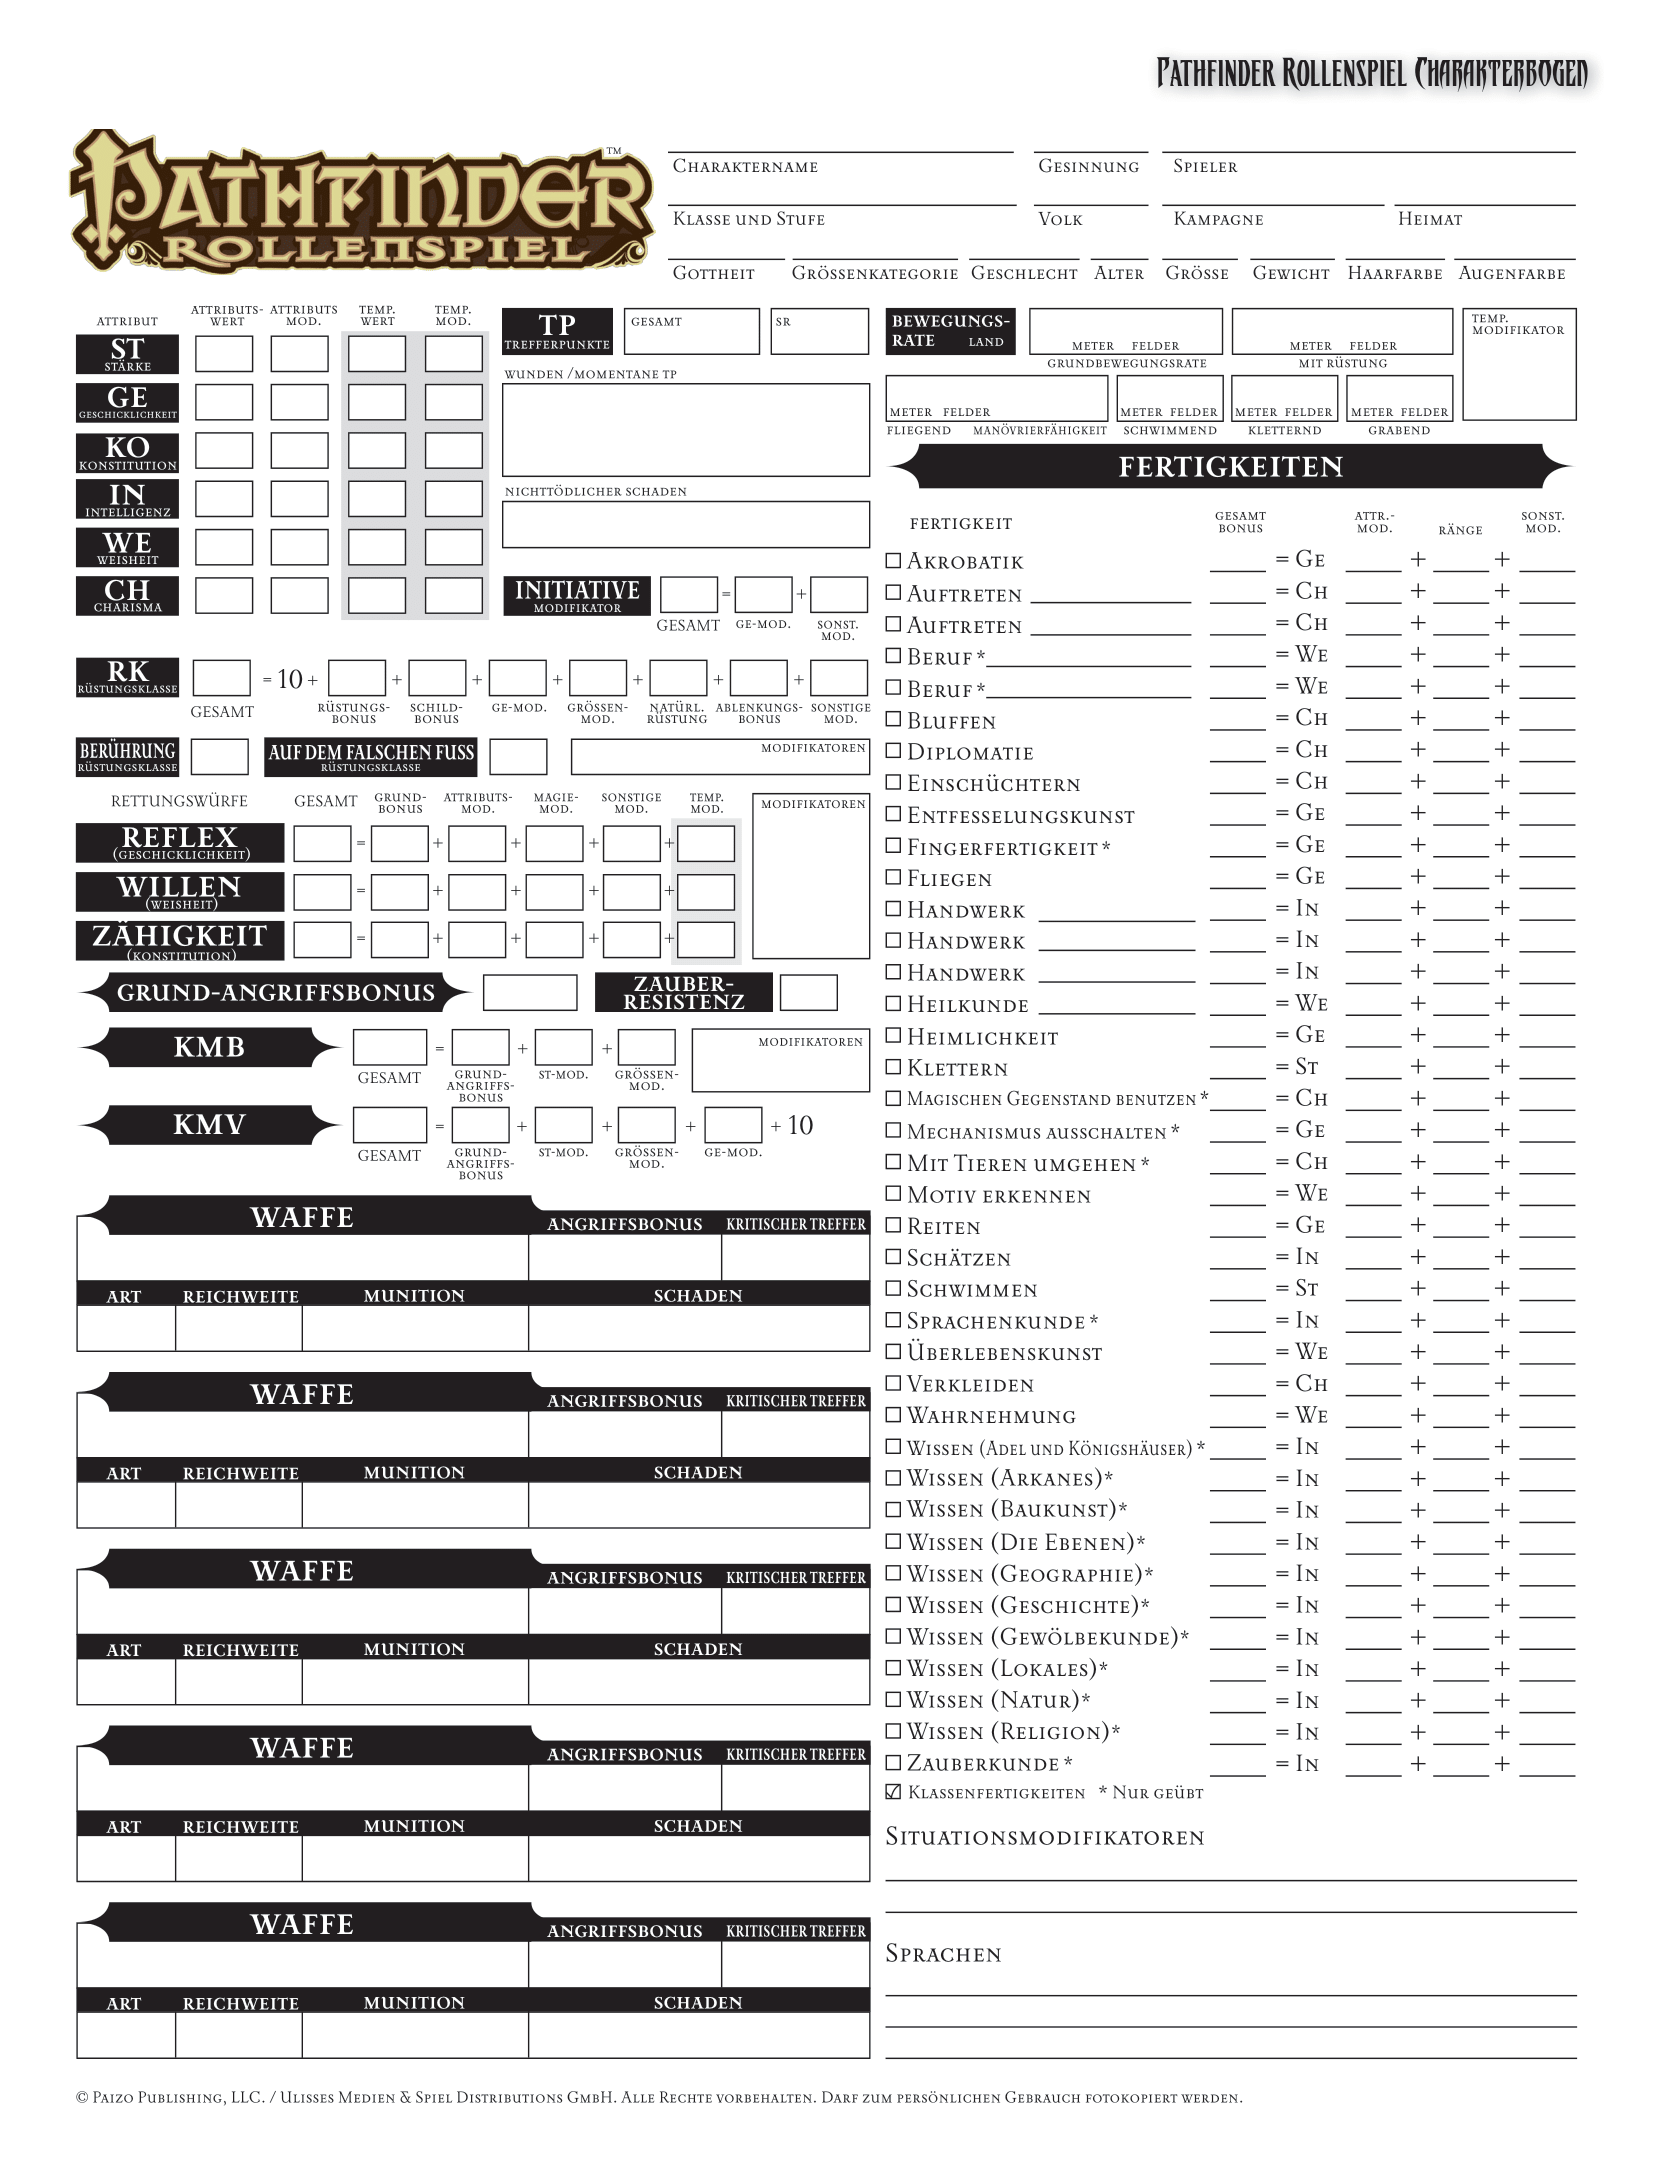 Pathfinder Rollenspiel Charakterbogen
PATHFINDER™
ROLLENSPIEL
Charaktername Gesinnung Spieler
Klasse und Stufe Volk Kampagne Heimat
Gottheit Grössenkategorie Geschlecht Alter Grösse Gewicht Haarfarbe Augenfarbe
ATTRIBUT ATTRIBUTS-WERT ATTRIBUTS MOD. TEMP. WERT TEMP. MOD.
ST
STÄRKE
GE
GESCHICKLICHKEIT
KO
KONSTITUTION
IN
INTELLIGENZ
WE
WEISHEIT
CH
CHARISMA
TP
TREFFERPUNKTE
GESAMT SR
WUNDEN /MOMENTANE TP
NICHTTÖDLICHER SCHADEN
INITIATIVE
MODIFIKATOR
= +
GESAMT GE-MOD. SONST. MOD.
RK
RÜSTUNGSKLASSE
= 10 + + + + + + +
GESAMT RÜSTUNGS-BONUS SCHILD-BONUS GE-MOD. GRÖSSEN-MOD. NATÜRL. RÜSTUNG ABLENKUNGS-BONUS SONSTIGE MOD.
BERÜHRUNG
RÜSTUNGSKLASSE
AUF DEM FALSCHEN FUSS
RÜSTUNGSKLASSE
MODIFIKATOREN
RETTUNGSWÜRFE GESAMT GRUND-BONUS ATTRIBUTS-MOD. MAGIE-MOD. SONSTIGE MOD. TEMP. MOD. MODIFIKATOREN
REFLEX = + + + +
(GESCHICKLICHKEIT)
WILLEN = + + + +
(WEISHEIT)
ZÄHIGKEIT = + + + +
(KONSTITUTION)
GRUND-ANGRIFFSBONUS
ZAUBER-
RESISTENZ
KMB = + + MODIFIKATOREN
GESAMT GRUND-ANGRIFFS-BONUS ST-MOD. GRÖSSEN-MOD.
KMV = + + + + 10
GESAMT GRUND-ANGRIFFS-BONUS ST-MOD. GRÖSSEN-MOD. GE-MOD.
WAFFE ANGRIFFSBONUS KRITISCHER TREFFER
ART REICHWEITE MUNITION SCHADEN
WAFFE ANGRIFFSBONUS KRITISCHER TREFFER
ART REICHWEITE MUNITION SCHADEN
WAFFE ANGRIFFSBONUS KRITISCHER TREFFER
ART REICHWEITE MUNITION SCHADEN
WAFFE ANGRIFFSBONUS KRITISCHER TREFFER
ART REICHWEITE MUNITION SCHADEN
WAFFE ANGRIFFSBONUS KRITISCHER TREFFER
ART REICHWEITE MUNITION SCHADEN
BEWEGUNGS-
RATE LAND
METER FELDER METER FELDER
GRUNDBEWEGUNGSRATE MIT RÜSTUNG
TEMP. MODIFIKATOR
METER FELDER METER FELDER METER FELDER METER FELDER
FLIEGEND MANÖVRIERFÄHIGKEIT SCHWIMMEND KLETTERND GRABEND
FERTIGKEITEN
FERTIGKEIT GESAMT BONUS ATTR.-MOD. RÄNGE SONST. MOD.
☐ Akrobatik = Ge + +
☐ Auftreten = Ch + +
☐ Auftreten = Ch + +
☐ Beruf* = We + +
☐ Beruf* = We + +
☐ Bluffen = Ch + +
☐ Diplomatie = Ch + +
☐ Einschüchtern = Ch + +
☐ Entfesselungskunst = Ge + +
☐ Fingerfertigkeit* = Ge + +
☐ Fliegen = Ge + +
☐ Handwerk = In + +
☐ Handwerk = In + +
☐ Handwerk = In + +
☐ Heilkunde = We + +
☐ Heimlichkeit = Ge + +
☐ Klettern = St + +
☐ Magischen Gegenstand benutzen* = Ch + +
☐ Mechanismus ausschalten* = Ge + +
☐ Mit Tieren umgehen* = Ch + +
☐ Motiv erkennen = We + +
☐ Reiten = Ge + +
☐ Schätzen = In + +
☐ Schwimmen = St + +
☐ Sprachenkunde* = In + +
☐ Überlebenskunst = We + +
☐ Verkleiden = Ch + +
☐ Wahrnehmung = We + +
☐ Wissen (Adel und Königshäuser)* = In + +
☐ Wissen (Arkanes)* = In + +
☐ Wissen (Baukunst)* = In + +
☐ Wissen (Die Ebenen)* = In + +
☐ Wissen (Geographie)* = In + +
☐ Wissen (Geschichte)* = In + +
☐ Wissen (Gewölbekunde)* = In + +
☐ Wissen (Lokales)* = In + +
☐ Wissen (Natur)* = In + +
☐ Wissen (Religion)* = In + +
☐ Zauberkunde* = In + +
☑ Klassenfertigkeiten * Nur geübt
Situationsmodifikatoren
Sprachen
© Paizo Publishing, LLC. / Ulisses Medien & Spiel Distributions GmbH. Alle Rechte vorbehalten. Darf zum persönlichen Gebrauch fotokopiert werden.